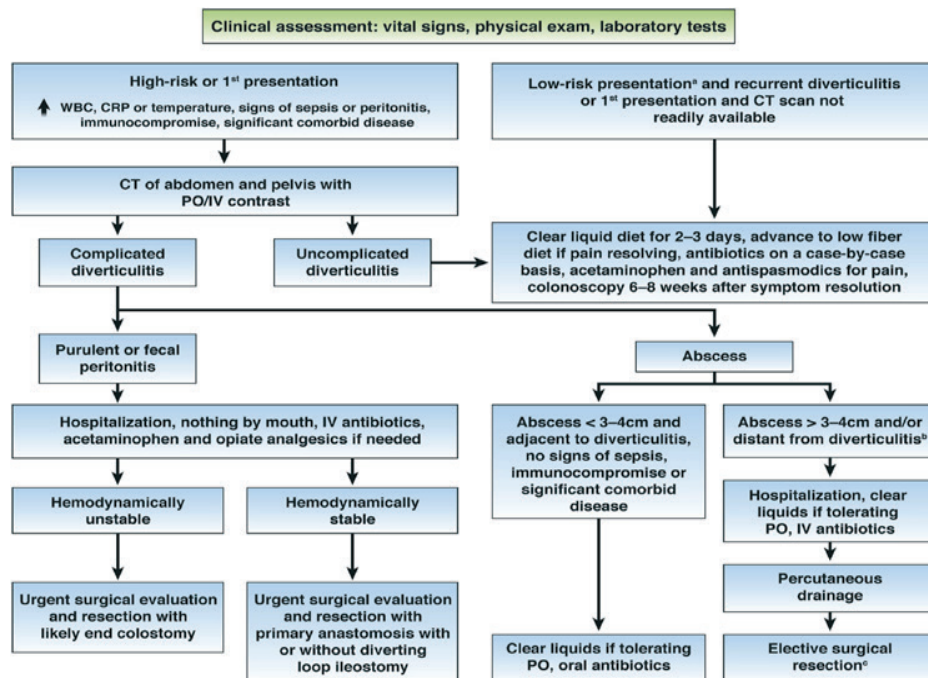 Clinical assessment: vital signs, physical exam, laboratory tests
High-risk or 1st presentation
WBC, CRP or temperature, signs of sepsis or peritonitis,
immunocompromise, significant comorbid disease
Low-risk presentationa and recurrent diverticulitis
or 1st presentation and CT scan not
readily available
CT of abdomen and pelvis with
PO/IV contrast
Complicated
diverticulitis
Uncomplicated
diverticulitis
Clear liquid diet for 2–3 days, advance to low fiber
diet if pain resolving, antibiotics on a case-by-case
basis, acetaminophen and antispasmodics for pain,
colonoscopy 6–8 weeks after symptom resolution
Purulent or fecal
peritonitis
Abscess
Hospitalization, nothing by mouth, IV antibiotics,
acetaminophen and opiate analgesics if needed
Abscess < 3–4cm and
adjacent to diverticulitis,
no signs of sepsis,
immunocompromise or
significant comorbid
disease
Abscess > 3–4cm and/or
distant from diverticulitisb
Hemodynamically
unstable
Hemodynamically
stable
Hospitalization, clear
liquids if tolerating
PO, IV antibiotics
Urgent surgical evaluation
and resection with
likely end colostomy
Urgent surgical evaluation
and resection with
primary anastomosis with
or without diverting
loop ileostomy
Percutaneous
drainage
Clear liquids if tolerating
PO, oral antibiotics
Elective surgical
resectionc